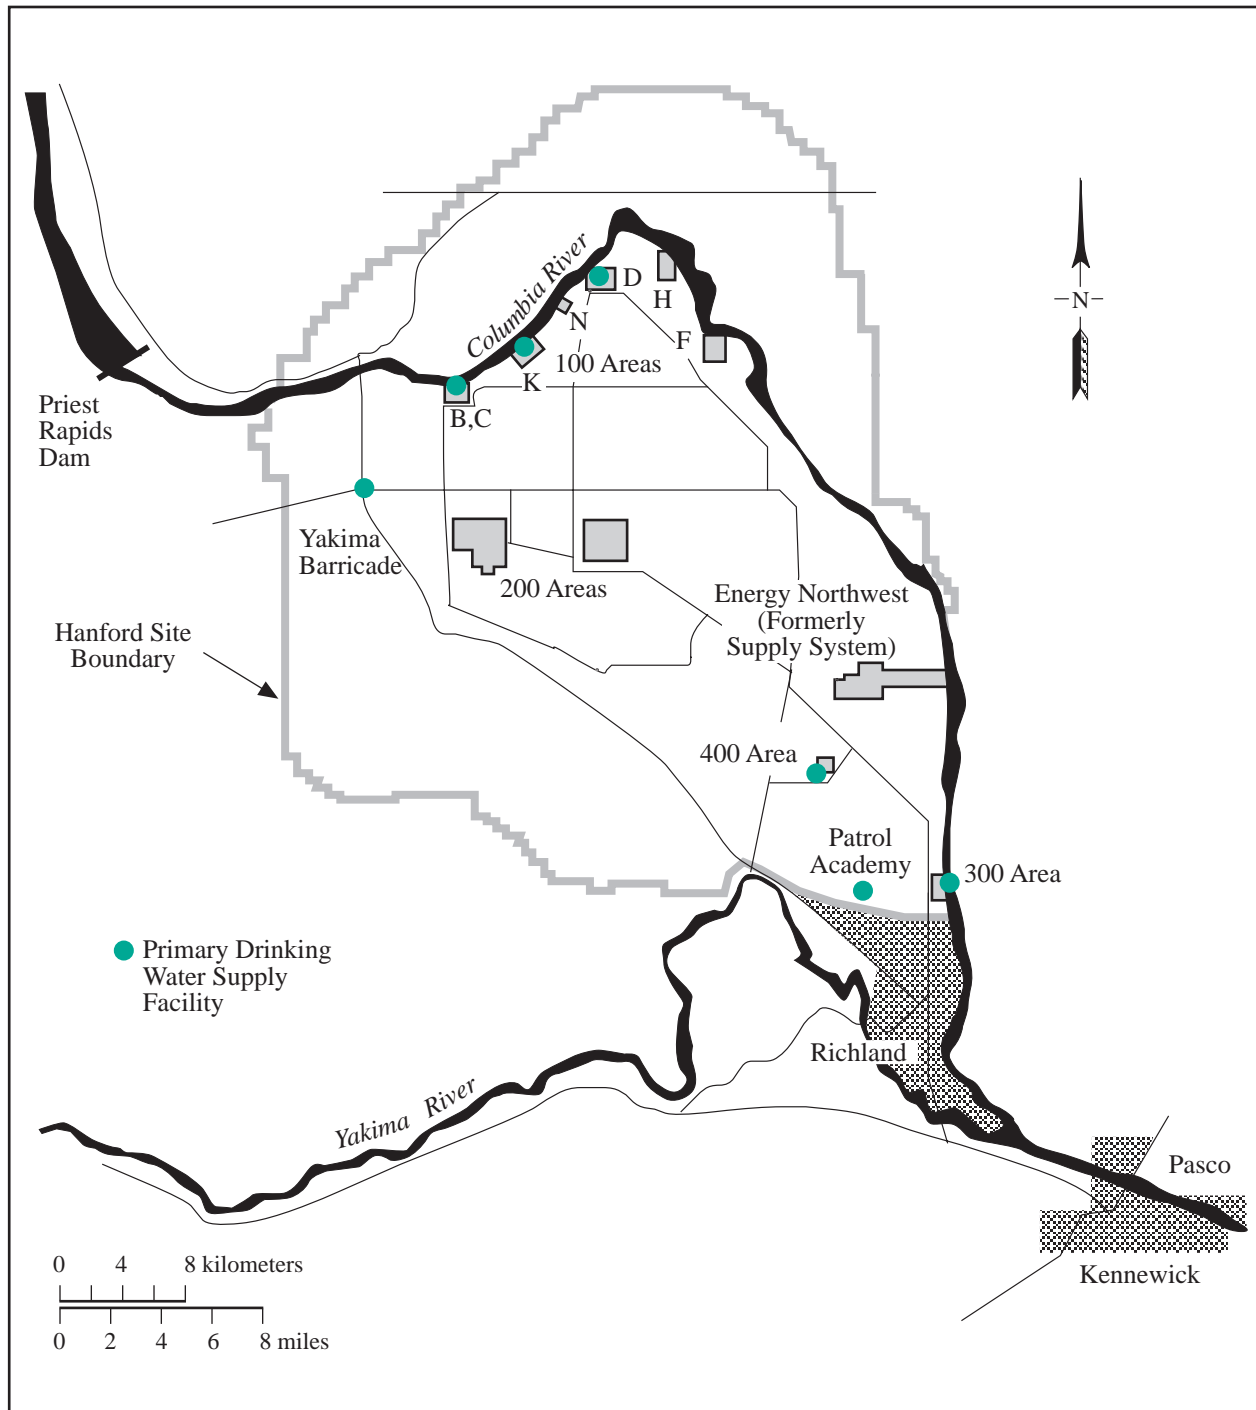 Columbia River
D
H
N
F
100 Areas
K
B,C
Priest
Rapids
Dam
N
Yakima
Barricade
200 Areas
Energy Northwest
(Formerly
Supply System)
Hanford Site
Boundary
400 Area
Patrol
Academy
300 Area
Primary Drinking
Water Supply
Facility
Richland
Yakima River
Pasco
Kennewick
0 4 8 kilometers
0 2 4 6 8 miles